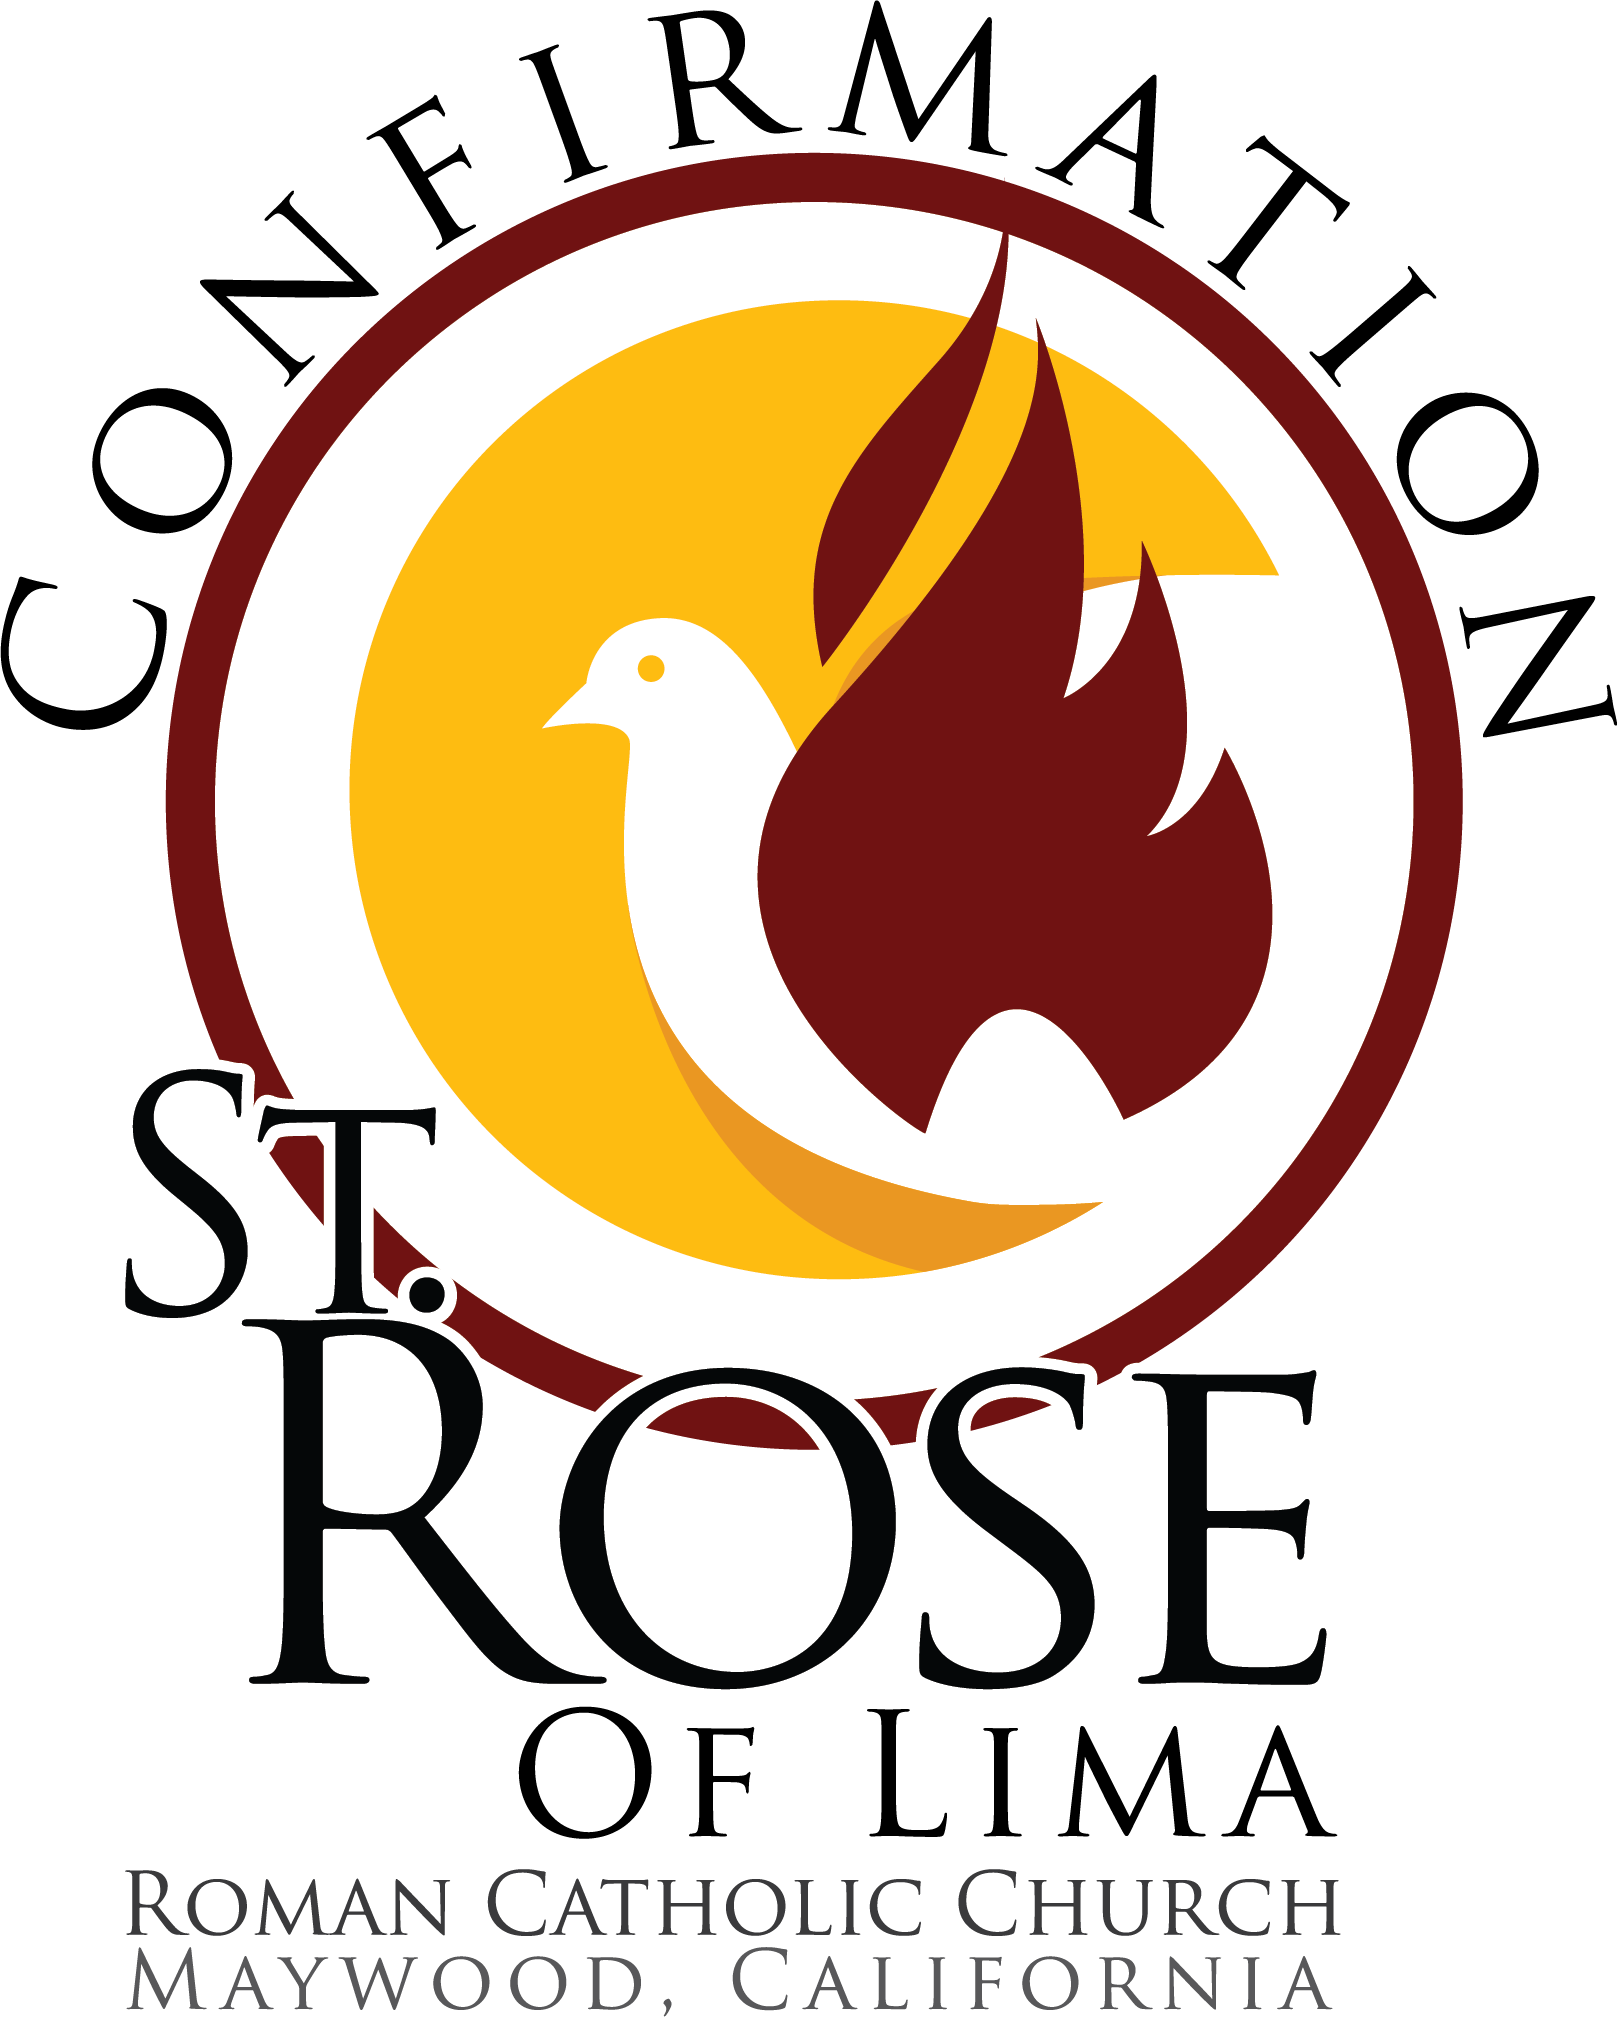 CONFIRMATION
ST.
ROSE
OF LIMA
ROMAN CATHOLIC CHURCH
MAYWOOD, CALIFORNIA